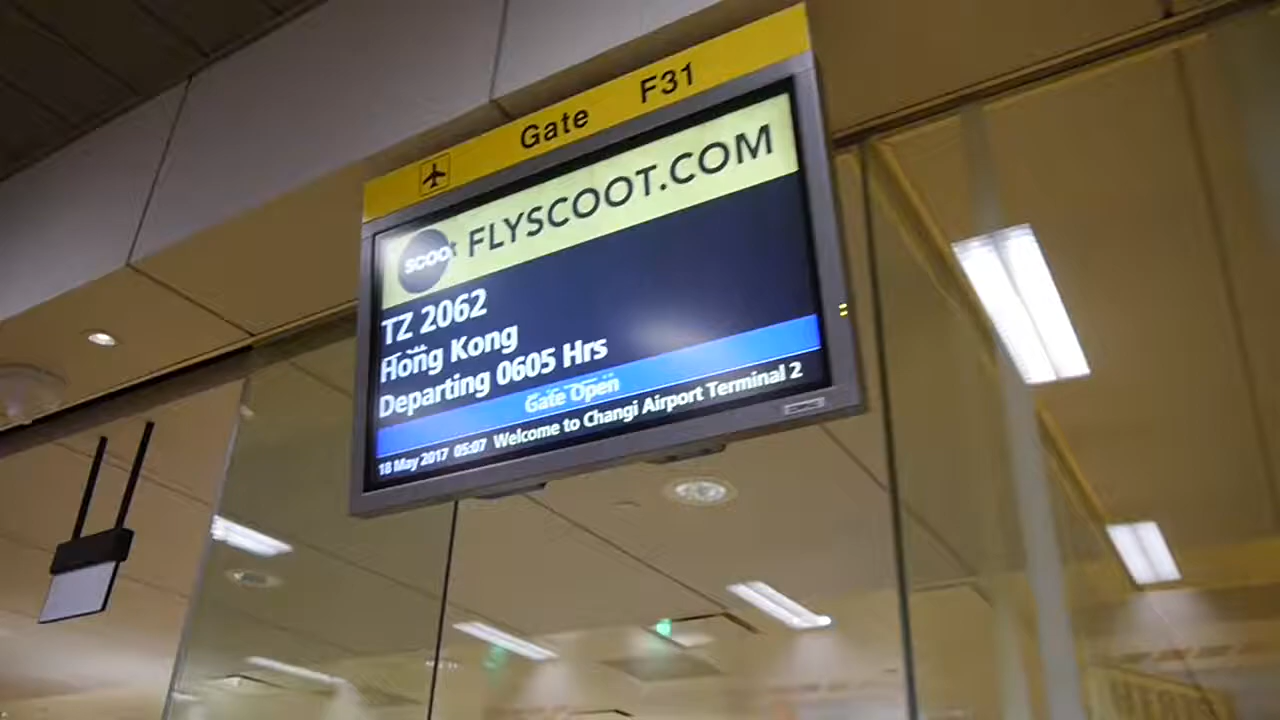 Gate F31
scoot FLYSCOOT.COM
TZ 2062
Hong Kong
Departing 0605 Hrs
Gate Open
18 May 2017 05:07 Welcome to Changi Airport Terminal 2